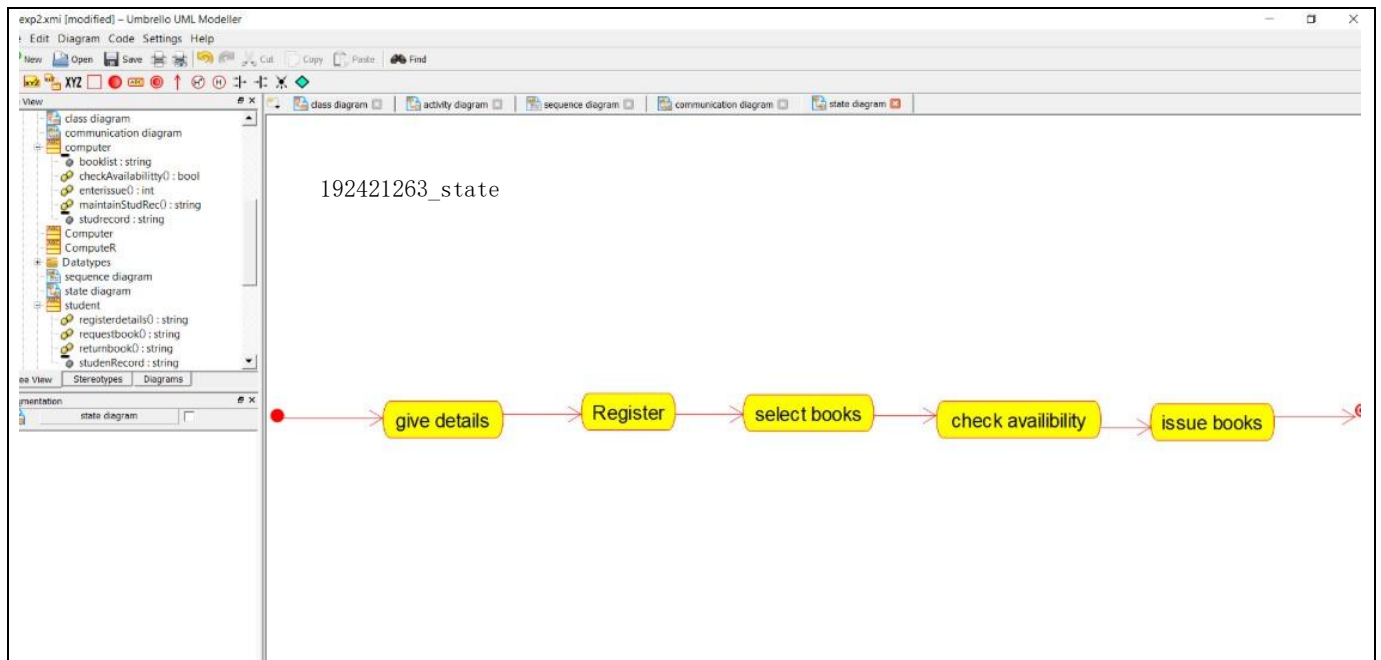 exp2.xmi [modified] – Umbrello UML Modeller
Edit Diagram Code Settings Help
New Open Save Cut Copy Paste Find
XYZ
View
class diagram activity diagram sequence diagram communication diagram state diagram
class diagram
communication diagram
computer
booklist : string
checkAvailabilitty() : bool
enterissue() : int
maintainStudRec() : string
studrecord : string
Computer
ComputeR
Datatypes
sequence diagram
state diagram
student
registerdetails() : string
requestbook() : string
returnbook() : string
studenRecord : string
ee View Stereotypes Diagrams
mentation
state diagram
192421263_state
give details
Register
select books
check availibility
issue books